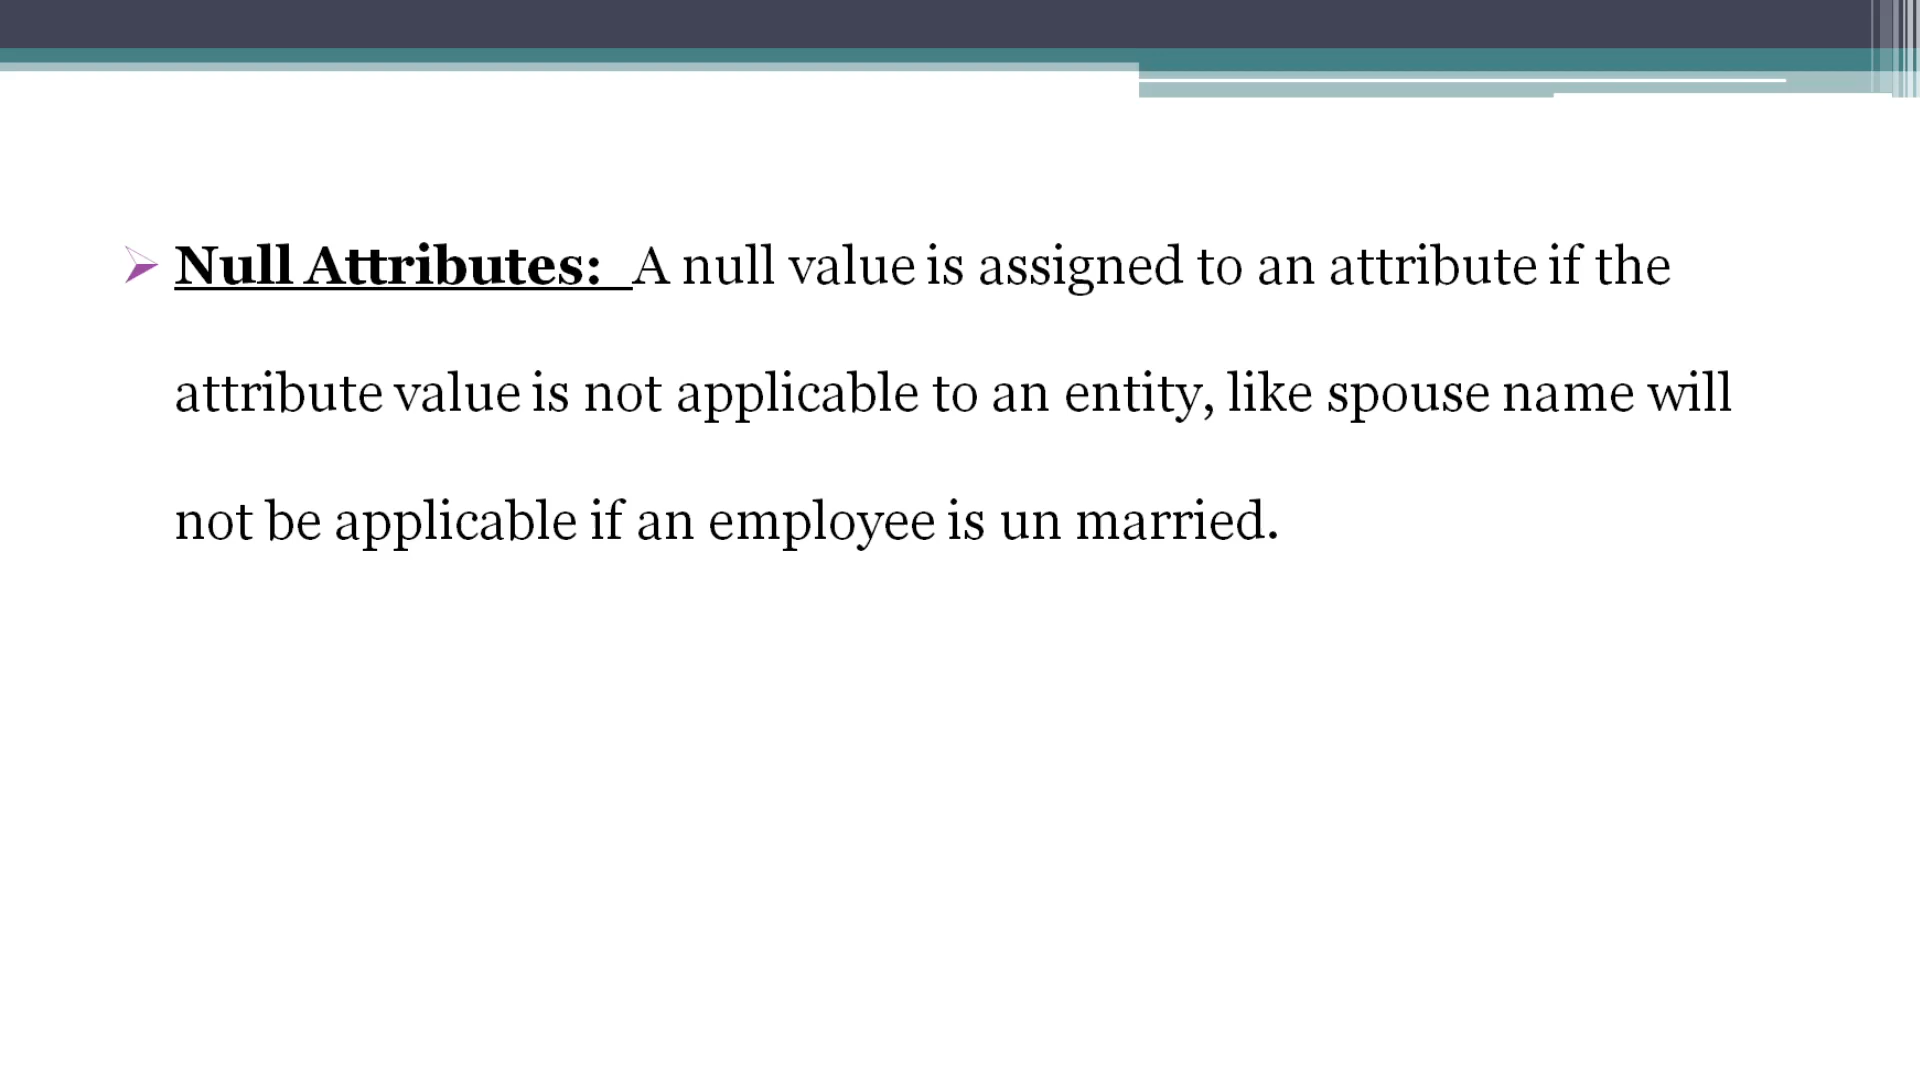 Null Attributes: A null value is assigned to an attribute if the
attribute value is not applicable to an entity, like spouse name will
not be applicable if an employee is un married.